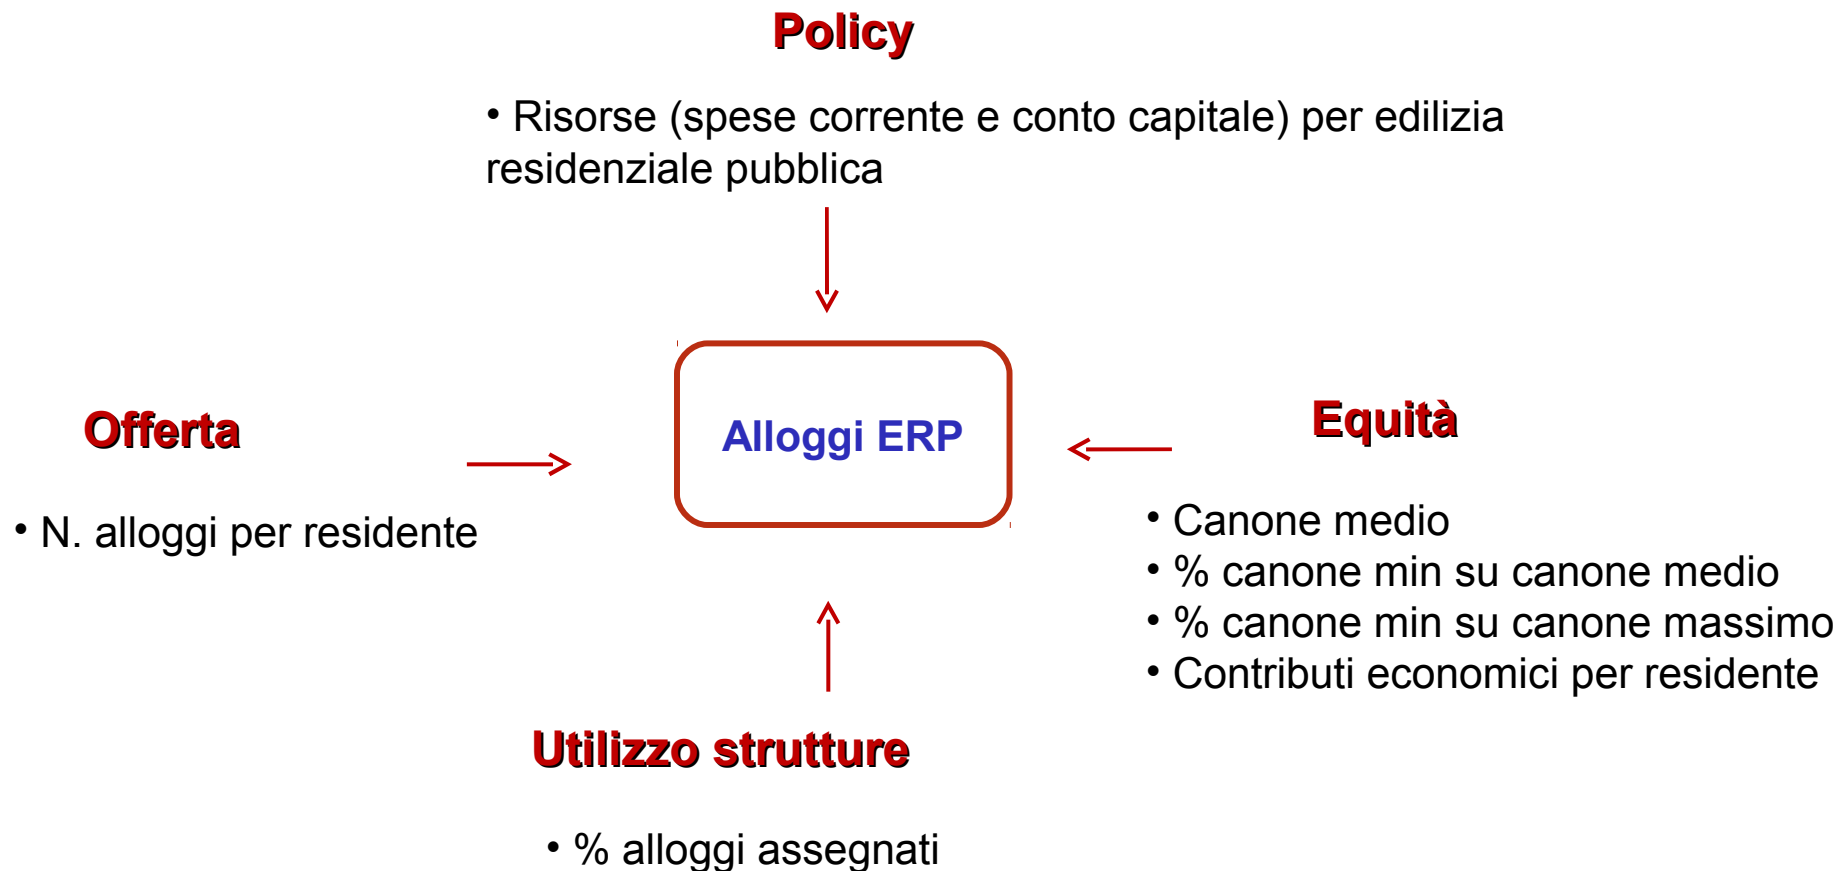 Policy
• Risorse (spese corrente e conto capitale) per edilizia
residenziale pubblica
Offerta
• N. alloggi per residente
Alloggi ERP
Equità
• Canone medio
• % canone min su canone medio
• % canone min su canone massimo
• Contributi economici per residente
Utilizzo strutture
• % alloggi assegnati